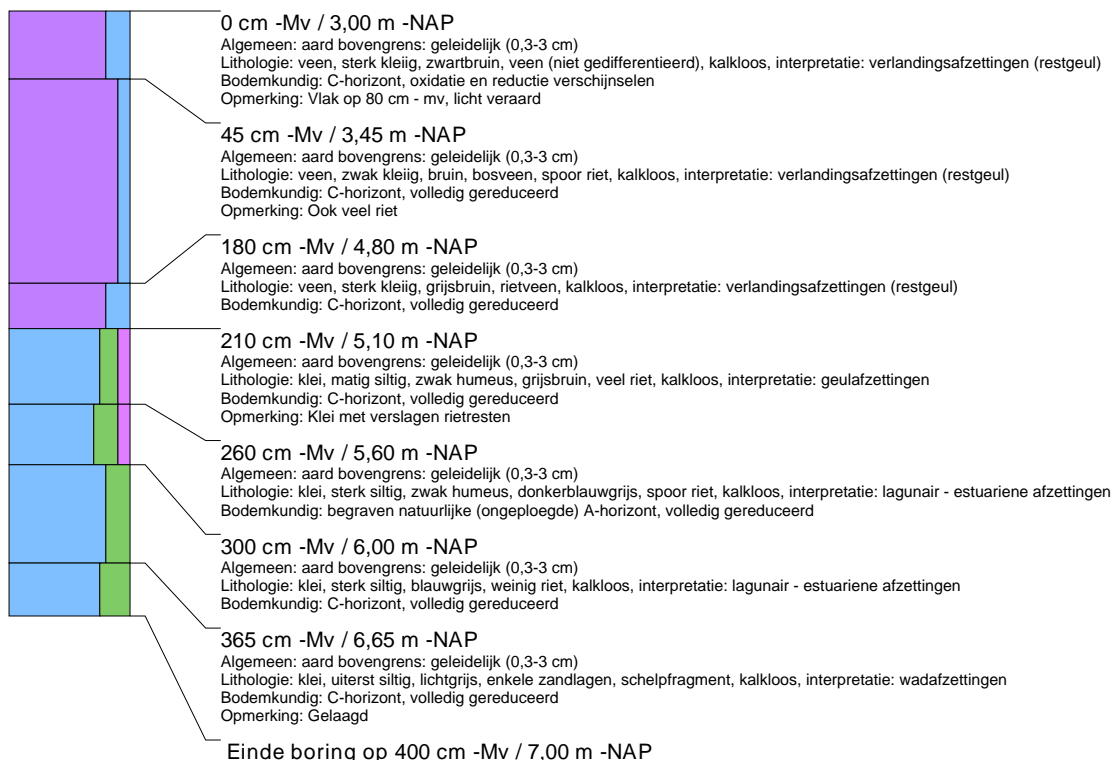 0 cm -Mv / 3,00 m -NAP
Algemeen: aard bovengrens: geleidelijk (0,3-3 cm)
Lithologie: veen, sterk kleiig, zwartbruin, veen (niet gedifferentieerd), kalkloos, interpretatie: verlandingsafzettingen (restgeul)
Bodemkundig: C-horizont, oxidatie en reductie verschijnselen
Opmerking: Vlak op 80 cm - mv, licht veraard
45 cm -Mv / 3,45 m -NAP
Algemeen: aard bovengrens: geleidelijk (0,3-3 cm)
Lithologie: veen, zwak kleiig, bruin, bosveen, spoor riet, kalkloos, interpretatie: verlandingsafzettingen (restgeul)
Bodemkundig: C-horizont, volledig gereduceerd
Opmerking: Ook veel riet
180 cm -Mv / 4,80 m -NAP
Algemeen: aard bovengrens: geleidelijk (0,3-3 cm)
Lithologie: veen, sterk kleiig, grijsbruin, rietveen, kalkloos, interpretatie: verlandingsafzettingen (restgeul)
Bodemkundig: C-horizont, volledig gereduceerd
210 cm -Mv / 5,10 m -NAP
Algemeen: aard bovengrens: geleidelijk (0,3-3 cm)
Lithologie: klei, matig siltig, zwak humeus, grijsbruin, veel riet, kalkloos, interpretatie: geulafzettingen
Bodemkundig: C-horizont, volledig gereduceerd
Opmerking: Klei met verslagen rietresten
260 cm -Mv / 5,60 m -NAP
Algemeen: aard bovengrens: geleidelijk (0,3-3 cm)
Lithologie: klei, sterk siltig, zwak humeus, donkerblauwgrijs, spoor riet, kalkloos, interpretatie: lagunair - estuariene afzettingen
Bodemkundig: begraven natuurlijke (ongeploegde) A-horizont, volledig gereduceerd
300 cm -Mv / 6,00 m -NAP
Algemeen: aard bovengrens: geleidelijk (0,3-3 cm)
Lithologie: klei, sterk siltig, blauwgrijs, weinig riet, kalkloos, interpretatie: lagunair - estuariene afzettingen
Bodemkundig: C-horizont, volledig gereduceerd
365 cm -Mv / 6,65 m -NAP
Algemeen: aard bovengrens: geleidelijk (0,3-3 cm)
Lithologie: klei, uiterst siltig, lichtgrijs, enkele zandlagen, schelpfragment, kalkloos, interpretatie: wadafzettingen
Bodemkundig: C-horizont, volledig gereduceerd
Opmerking: Gelaagd
Einde boring op 400 cm -Mv / 7,00 m -NAP